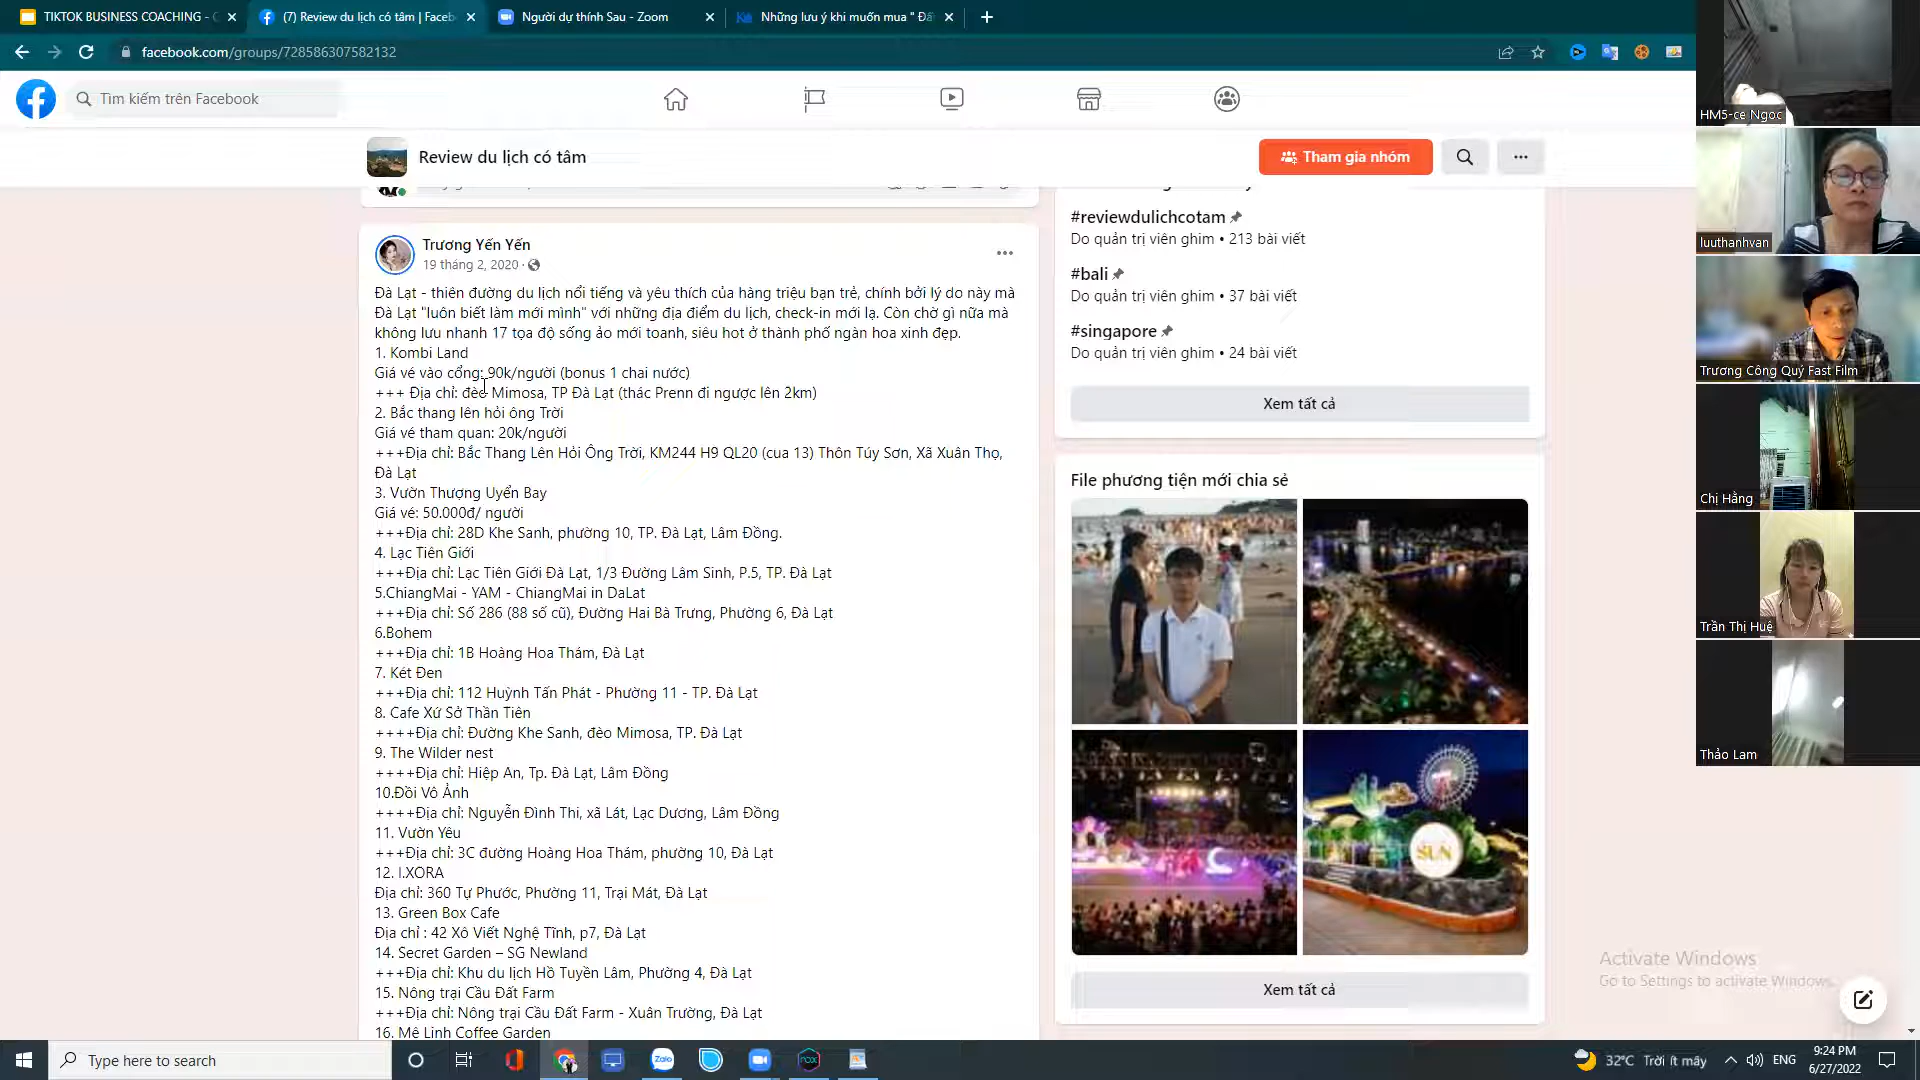 TIKTOK BUSINESS COACHING -
(7) Review du lịch có tâm | Faceb
Người dự thính Sau - Zoom
Những lưu ý khi muốn mua " Đấ
facebook.com/groups/728586307582132
Tìm kiếm trên Facebook
Review du lịch có tâm
Tham gia nhóm
Trương Yến Yến
19 tháng 2, 2020
Đà Lạt - thiên đường du lịch nổi tiếng và yêu thích của hàng triệu bạn trẻ, chính bởi lý do này mà
Đà Lạt "luôn biết làm mới mình" với những địa điểm du lịch, check-in mới lạ. Còn chờ gì nữa mà
không lưu nhanh 17 tọa độ sống ảo mới toanh, siêu hot ở thành phố ngàn hoa xinh đẹp.
1. Kombi Land
Giá vé vào cổng: 90k/người (bonus 1 chai nước)
+++ Địa chỉ: đèo Mimosa, TP Đà Lạt (thác Prenn đi ngược lên 2km)
2. Bắc thang lên hỏi ông Trời
Giá vé tham quan: 20k/người
+++Địa chỉ: Bắc Thang Lên Hỏi Ông Trời, KM244 H9 QL20 (cua 13) Thôn Túy Sơn, Xã Xuân Thọ,
Đà Lạt
3. Vườn Thượng Uyển Bay
Giá vé: 50.000đ/ người
+++Địa chỉ: 28D Khe Sanh, phường 10, TP. Đà Lạt, Lâm Đồng.
4. Lạc Tiên Giới
+++Địa chỉ: Lạc Tiên Giới Đà Lạt, 1/3 Đường Lâm Sinh, P.5, TP. Đà Lạt
5.ChiangMai - YAM - ChiangMai in DaLat
+++Địa chỉ: Số 286 (88 số cũ), Đường Hai Bà Trưng, Phường 6, Đà Lạt
6.Bohem
+++Địa chỉ: 1B Hoàng Hoa Thám, Đà Lạt
7. Két Đen
+++Địa chỉ: 112 Huỳnh Tấn Phát - Phường 11 - TP. Đà Lạt
8. Cafe Xứ Sở Thần Tiên
++++Địa chỉ: Đường Khe Sanh, đèo Mimosa, TP. Đà Lạt
9. The Wilder nest
++++Địa chỉ: Hiệp An, Tp. Đà Lạt, Lâm Đồng
10.Đồi Vô Ảnh
++++Địa chỉ: Nguyễn Đình Thi, xã Lát, Lạc Dương, Lâm Đồng
11. Vườn Yêu
+++Địa chỉ: 3C đường Hoàng Hoa Thám, phường 10, Đà Lạt
12. I.XORA
Địa chỉ: 360 Tự Phước, Phường 11, Trại Mát, Đà Lạt
13. Green Box Cafe
Địa chỉ : 42 Xô Viết Nghệ Tĩnh, p7, Đà Lạt
14. Secret Garden – SG Newland
+++Địa chỉ: Khu du lịch Hồ Tuyền Lâm, Phường 4, Đà Lạt
15. Nông trại Cầu Đất Farm
+++Địa chỉ: Nông trại Cầu Đất Farm - Xuân Trường, Đà Lạt
16. Mê Linh Coffee Garden
#reviewdulichcotam
Do quản trị viên ghim • 213 bài viết
#bali
Do quản trị viên ghim • 37 bài viết
#singapore
Do quản trị viên ghim • 24 bài viết
Xem tất cả
File phương tiện mới chia sẻ
SUN
Xem tất cả
HM5-ce Ngoc
luuthanhvan
Trương Công Quý Fast Film
Chị Hằng
Trần Thị Huệ
Thảo Lam
Activate Windows
Go to Settings to activate Windows.
Type here to search
Zalo
nox
32°C Trời ít mây
ENG
9:24 PM
6/27/2022